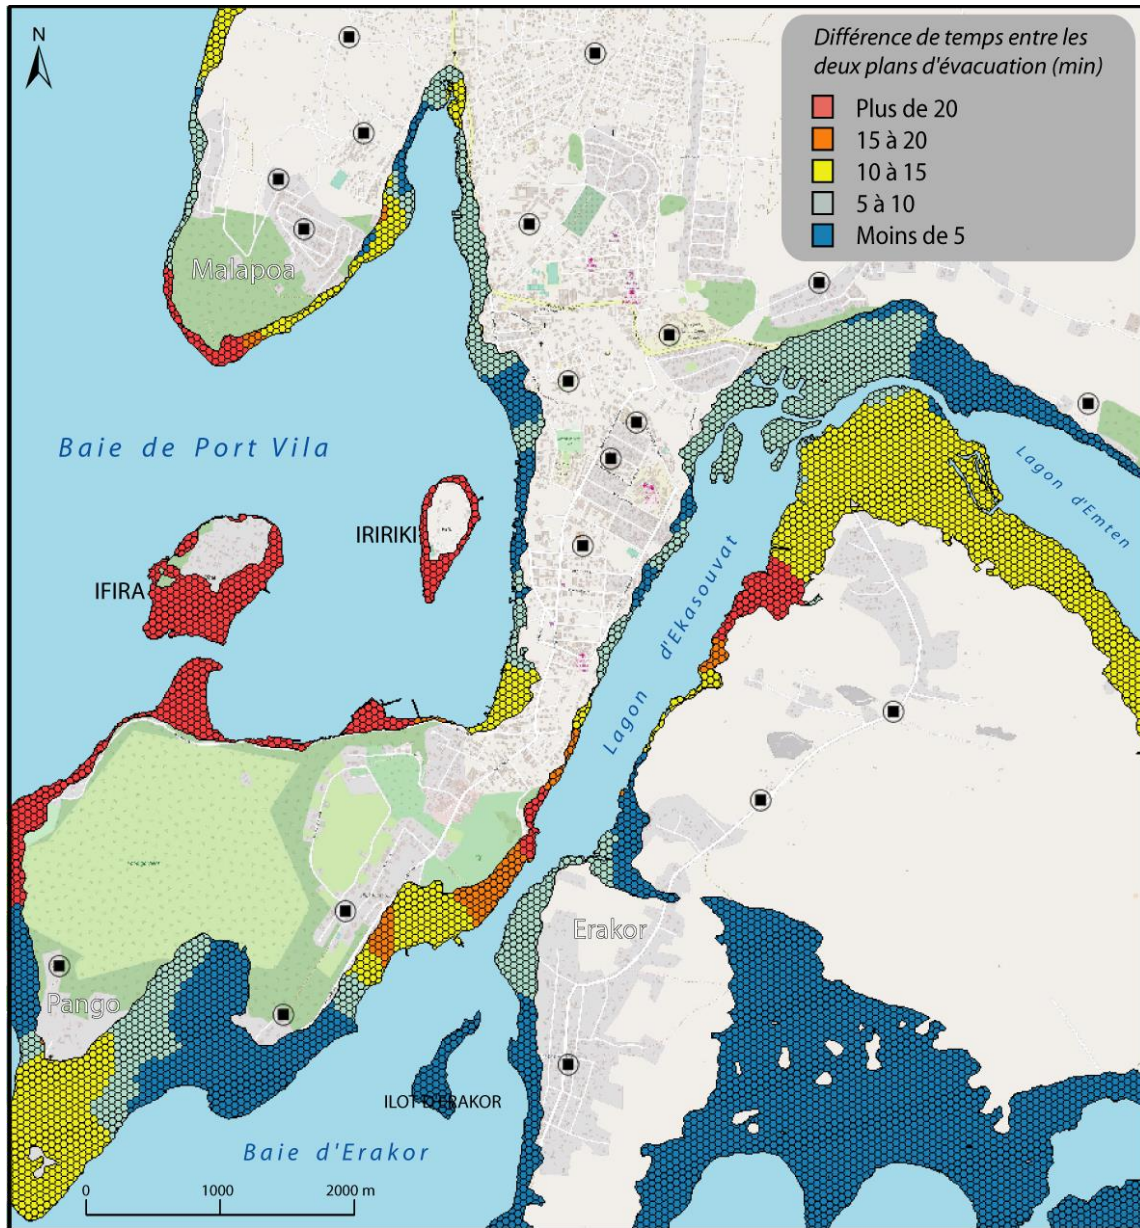 N
Différence de temps entre les
deux plans d'évacuation (min)
Plus de 20
15 à 20
10 à 15
5 à 10
Moins de 5
Malapoa
Baie de Port Vila
Lagon d'Emten
IRIRIKI
IFIRA
Lagon d'Ekasouvat
Erakor
Pango
ILOT D'ERAKOR
Baie d'Erakor
0 1000 2000 m